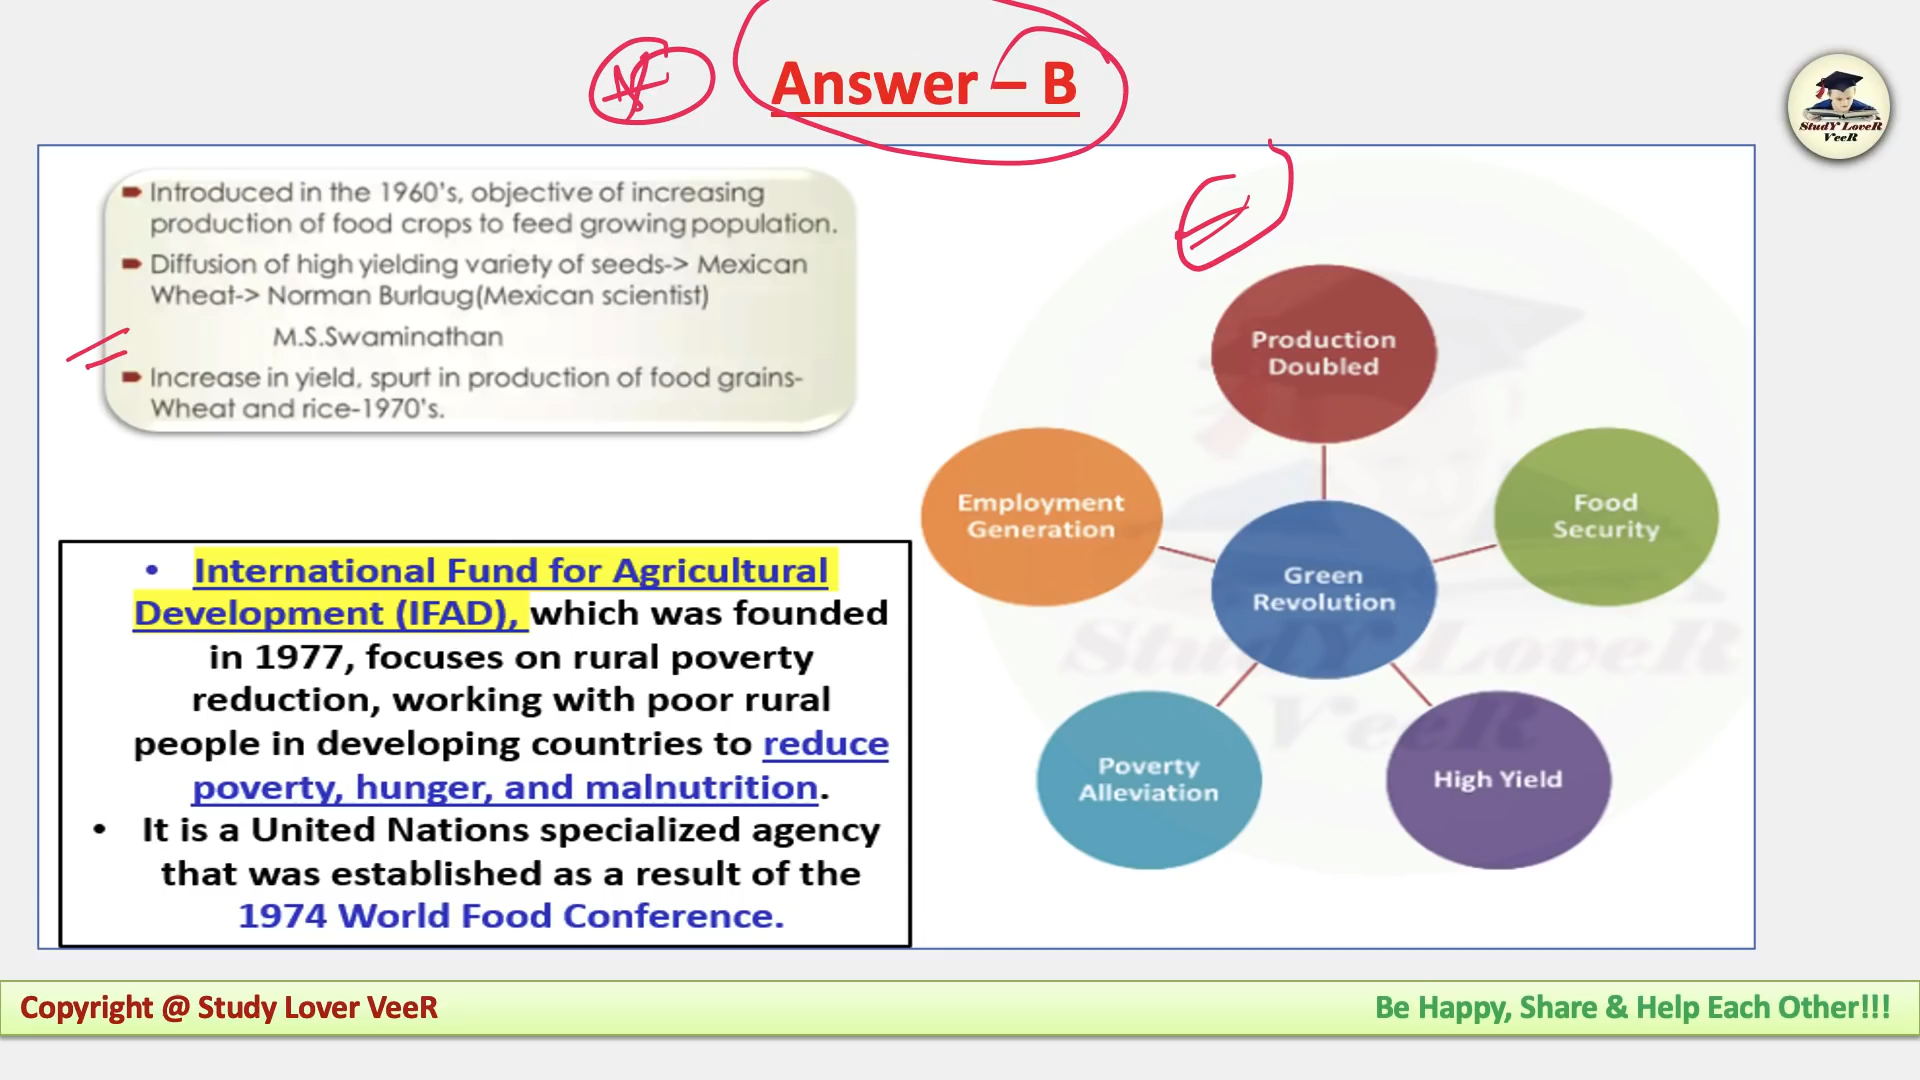 Answer – B
StudY LoveR
VeeR
Introduced in the 1960's, objective of increasing
production of food crops to feed growing population.
Diffusion of high yielding variety of seeds-> Mexican
Wheat-> Norman Burlaug(Mexican scientist)
M.S.Swaminathan
Increase in yield, spurt in production of food grains-
Wheat and rice-1970's.
• International Fund for Agricultural
Development (IFAD), which was founded
in 1977, focuses on rural poverty
reduction, working with poor rural
people in developing countries to reduce
poverty, hunger, and malnutrition.
• It is a United Nations specialized agency
that was established as a result of the
1974 World Food Conference.
Production
Doubled
Employment
Generation
Food
Security
Green
Revolution
Poverty
Alleviation
High Yield
StudY LoveR
VeeR
Copyright @ Study Lover VeeR
Be Happy, Share & Help Each Other!!!